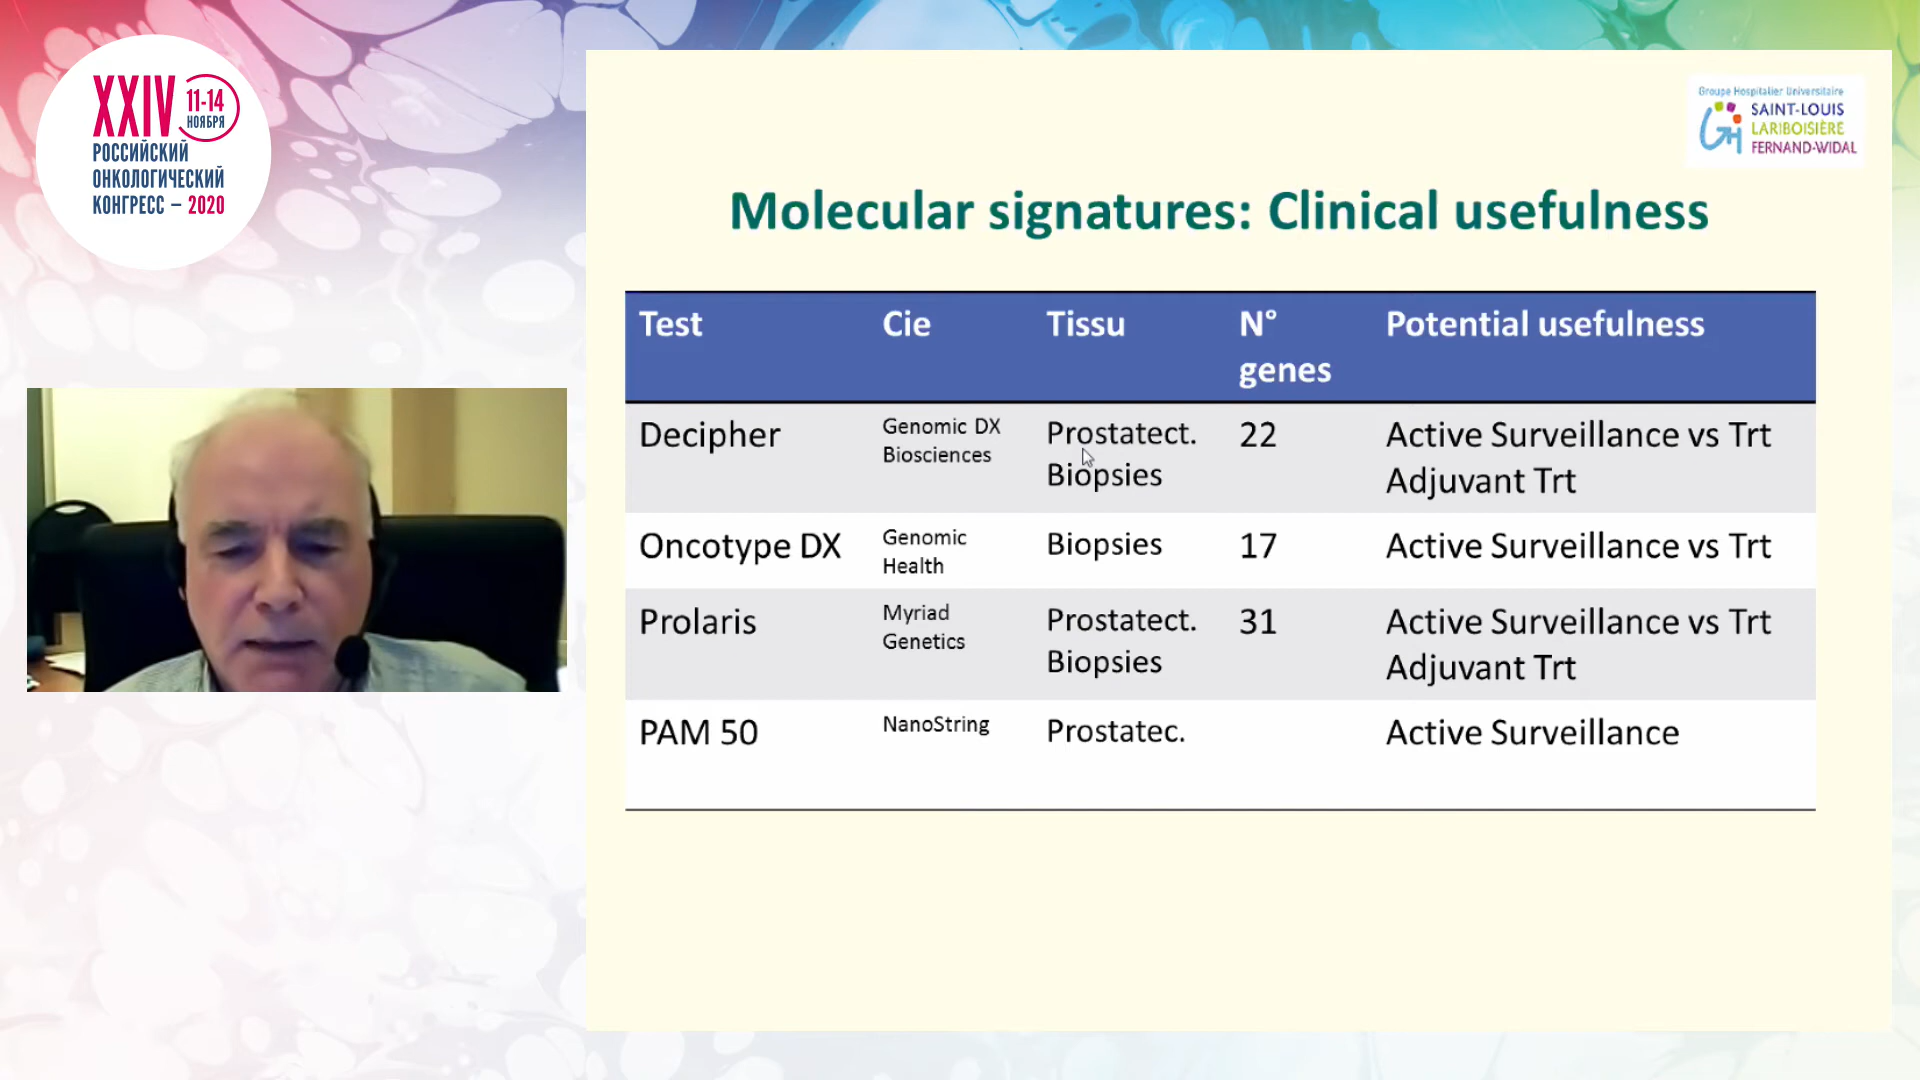 XXIV
11-14
НОЯБРЯ
РОССИЙСКИЙ
ОНКОЛОГИЧЕСКИЙ
КОНГРЕСС – 2020
Groupe Hospitalier Universitaire
SAINT-LOUIS
LARIBOISIÈRE
FERNAND-WIDAL
Molecular signatures: Clinical usefulness
Test Cie Tissu N° genes Potential usefulness
Decipher Genomic DX Biosciences Prostatect. Biopsies 22 Active Surveillance vs Trt Adjuvant Trt
Oncotype DX Genomic Health Biopsies 17 Active Surveillance vs Trt
Prolaris Myriad Genetics Prostatect. Biopsies 31 Active Surveillance vs Trt Adjuvant Trt
PAM 50 NanoString Prostatec. Active Surveillance